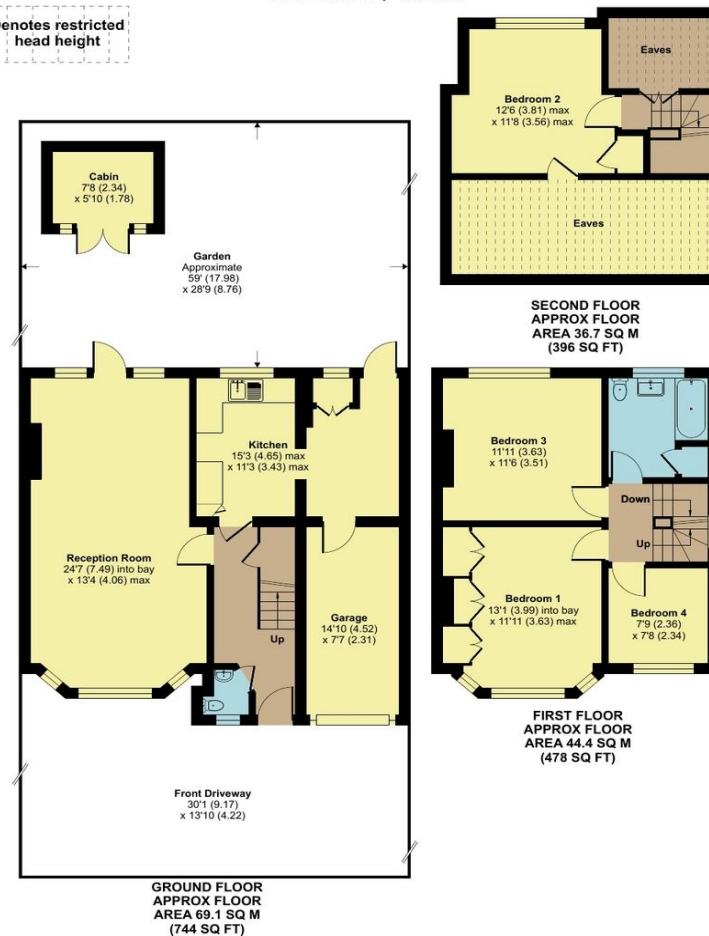 Denotes restricted
head height
Eaves
Bedroom 2
12'6 (3.81) max
x 11'8 (3.56) max
Eaves
SECOND FLOOR
APPROX FLOOR
AREA 36.7 SQ M
(396 SQ FT)
Cabin
7'8 (2.34)
x 5'10 (1.78)
Garden
Approximate
59' (17.98)
x 28'9 (8.76)
Kitchen
15'3 (4.65) max
x 11'3 (3.43) max
Reception Room
24'7 (7.49) into bay
x 13'4 (4.06) max
Up
Garage
14'10 (4.52)
x 7'7 (2.31)
Front Driveway
30'1 (9.17)
x 13'10 (4.22)
GROUND FLOOR
APPROX FLOOR
AREA 69.1 SQ M
(744 SQ FT)
Bedroom 3
11'11 (3.63)
x 11'6 (3.51)
Down
Up
Bedroom 1
13'1 (3.99) into bay
x 11'11 (3.63) max
Bedroom 4
7'9 (2.36)
x 7'8 (2.34)
FIRST FLOOR
APPROX FLOOR
AREA 44.4 SQ M
(478 SQ FT)